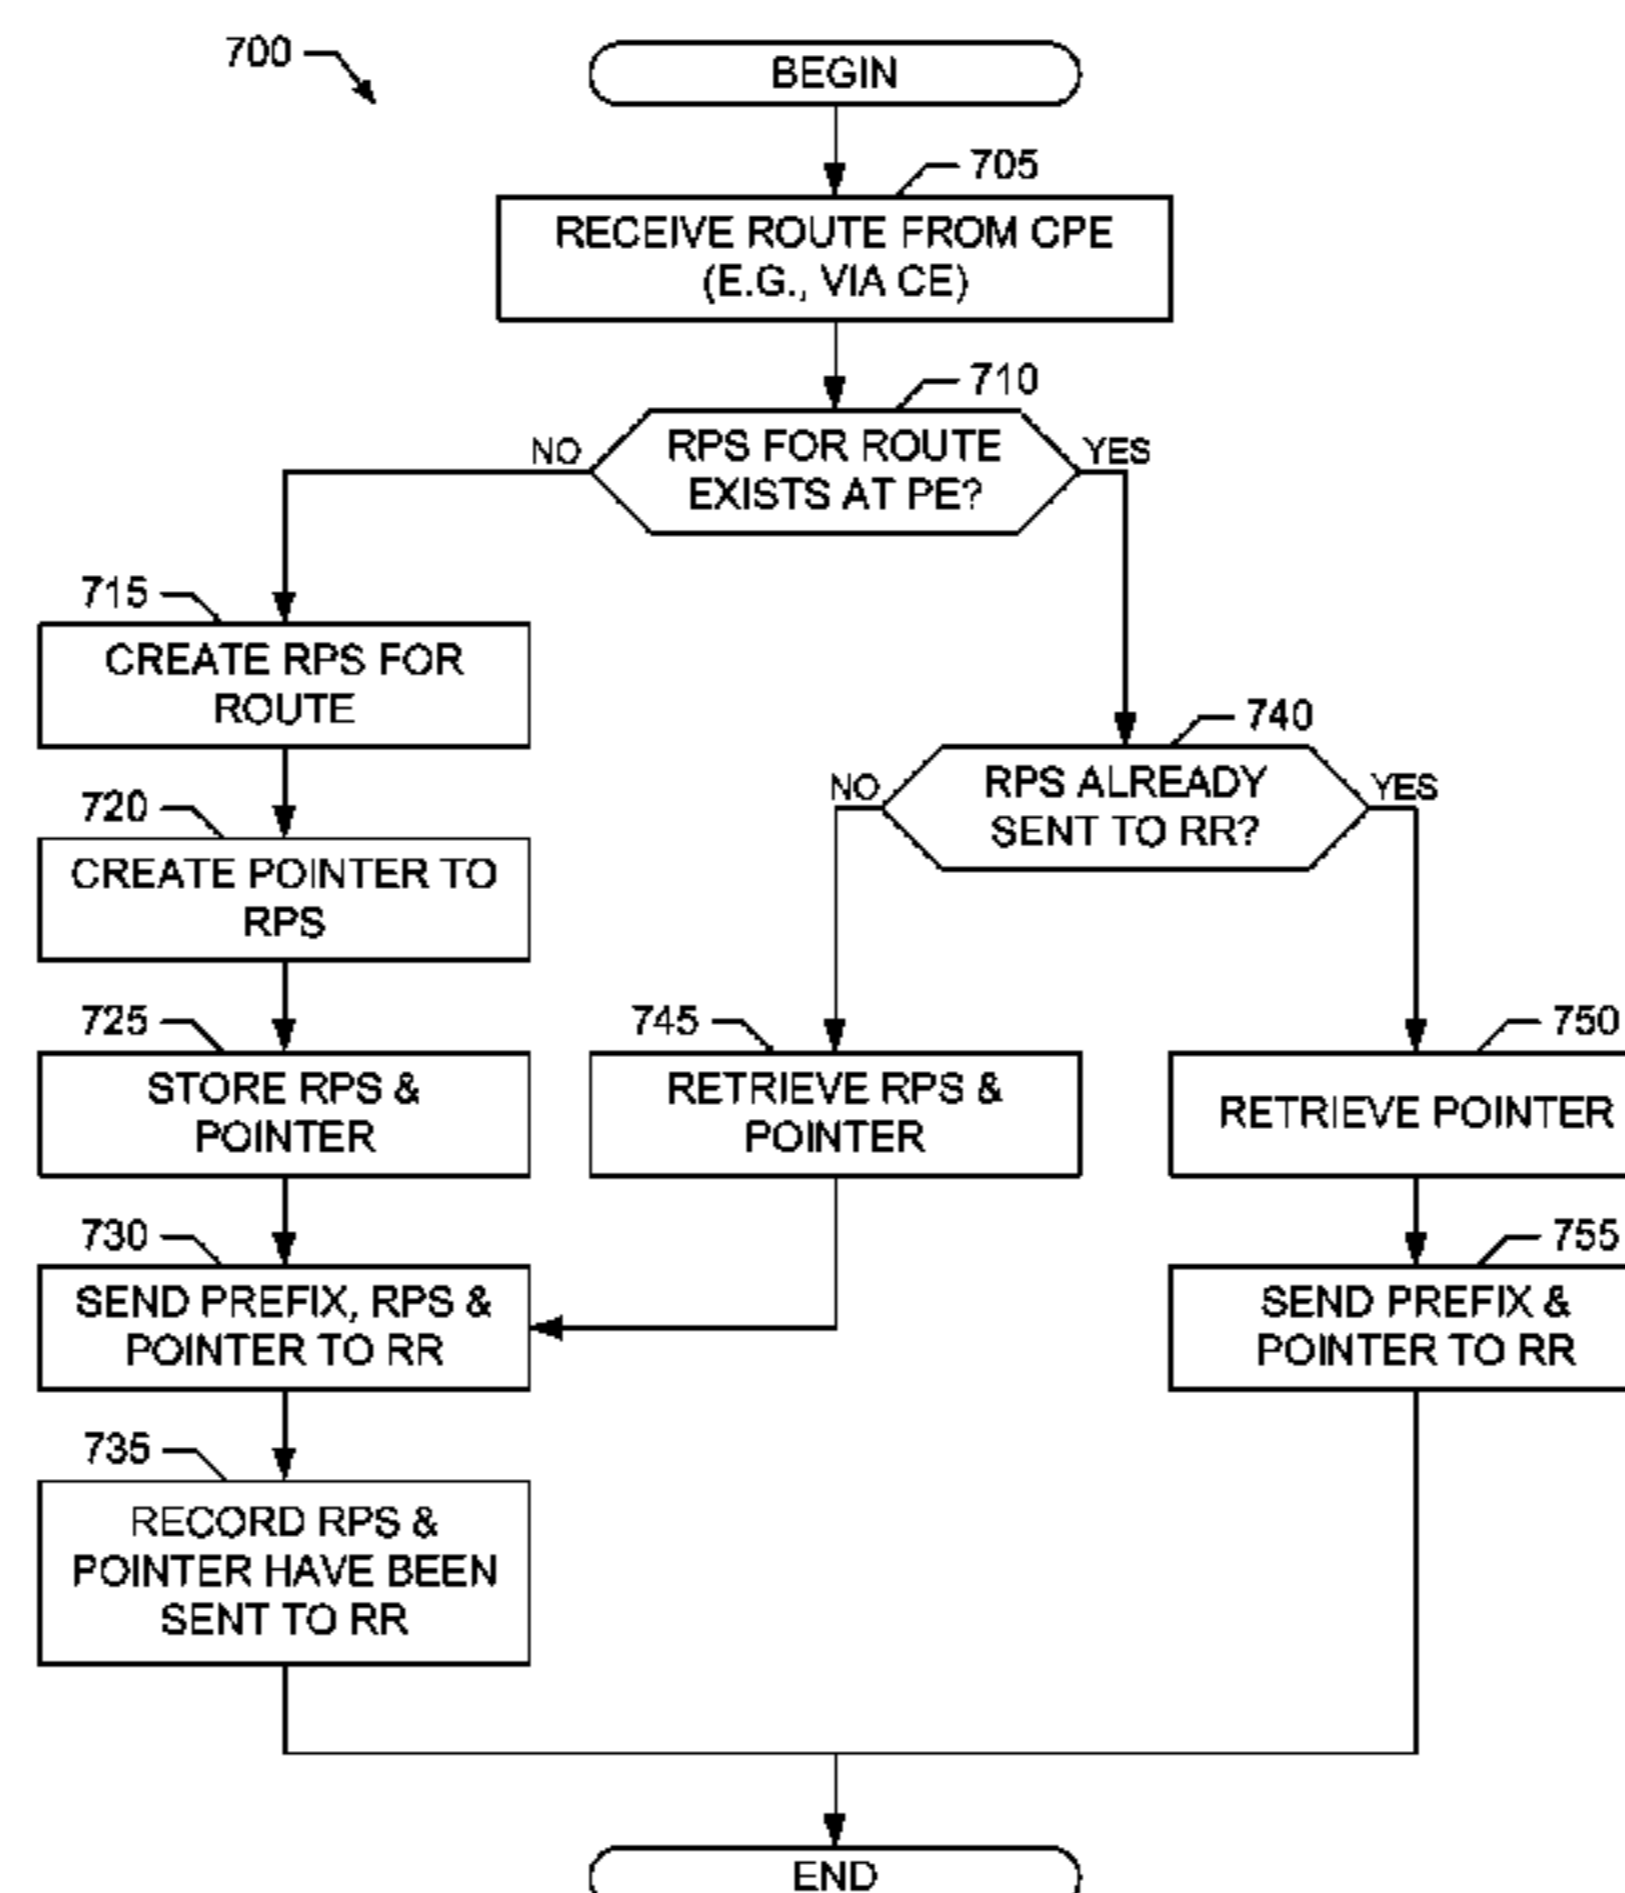 700
BEGIN
705
RECEIVE ROUTE FROM CPE
(E.G., VIA CE)
710
NO
RPS FOR ROUTE
EXISTS AT PE?
YES
715
CREATE RPS FOR
ROUTE
740
NO
RPS ALREADY
SENT TO RR?
YES
720
CREATE POINTER TO
RPS
725
STORE RPS &
POINTER
745
RETRIEVE RPS &
POINTER
750
RETRIEVE POINTER
730
SEND PREFIX, RPS &
POINTER TO RR
755
SEND PREFIX &
POINTER TO RR
735
RECORD RPS &
POINTER HAVE BEEN
SENT TO RR
END